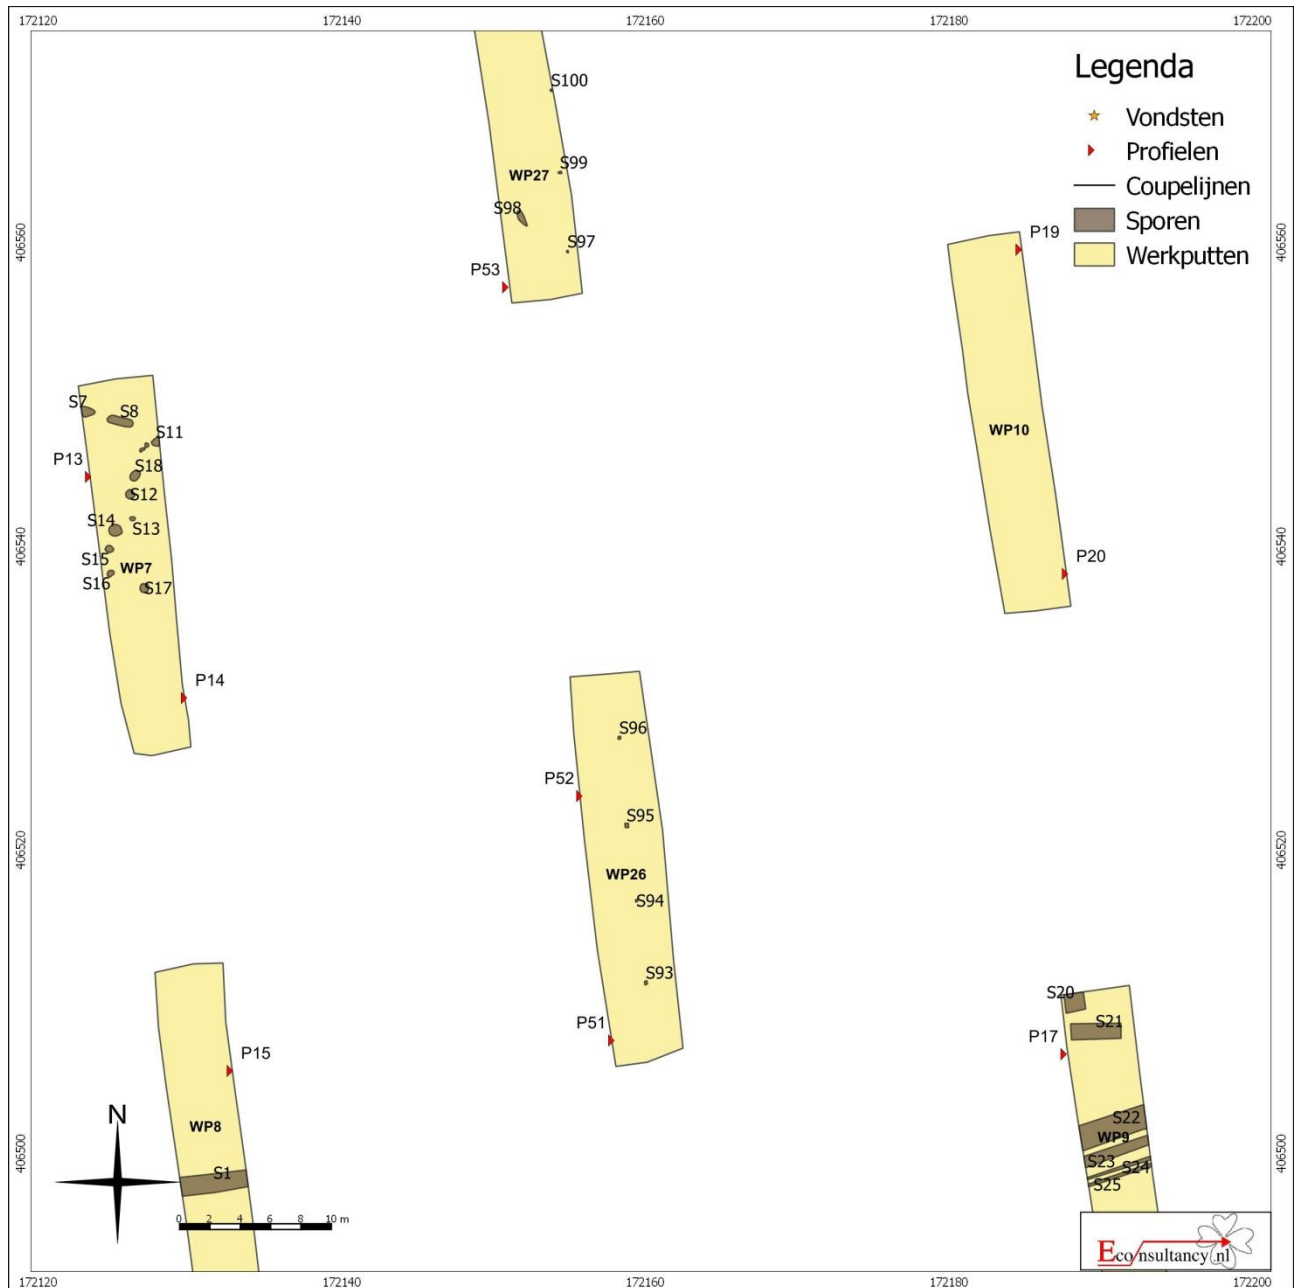 172120 172140 172160 172180 172200
Legenda
Vondsten
Profielen
Coupelijnen
Sporen
Werkputten
S100
S99
WP27
S98
S97
P53
406560
406560
P19
WP10
P20
S7
S8
S11
P13
S18
S12
S14
S13
S15
WP7
S16
S17
P14
406540
406540
S96
P52
S95
WP26
S94
S93
P51
406520
406520
P15
WP8
S1
N
0 2 4 6 8 10 m
S20
S21
P17
S22
WP9
S23
S24
S25
406500
406500
Eco/nsultancy.nl
172120 172140 172160 172180 172200